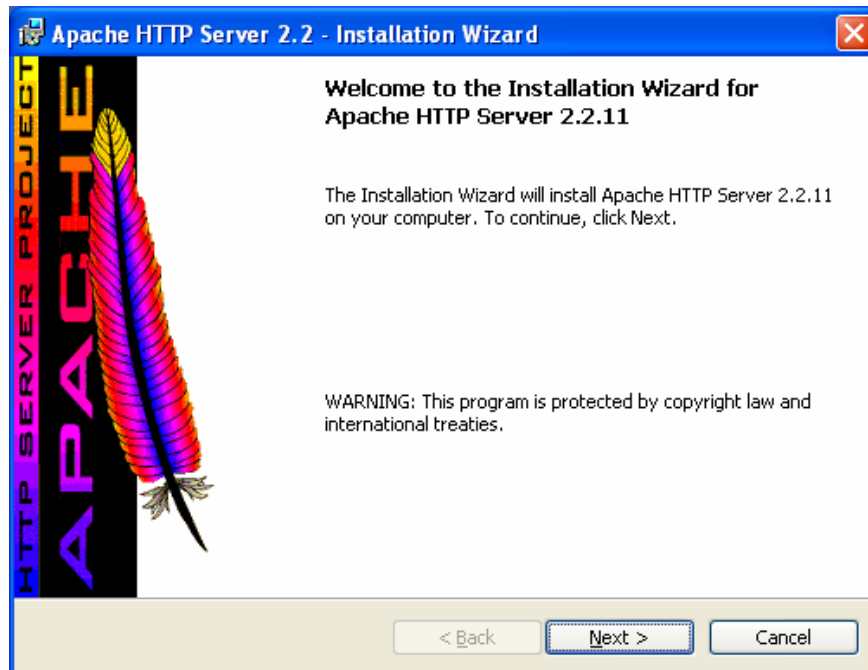 Apache HTTP Server 2.2 - Installation Wizard
HTTP SERVER PROJECT
APACHE
Welcome to the Installation Wizard for
Apache HTTP Server 2.2.11
The Installation Wizard will install Apache HTTP Server 2.2.11
on your computer. To continue, click Next.
WARNING: This program is protected by copyright law and
international treaties.
< Back
Next >
Cancel